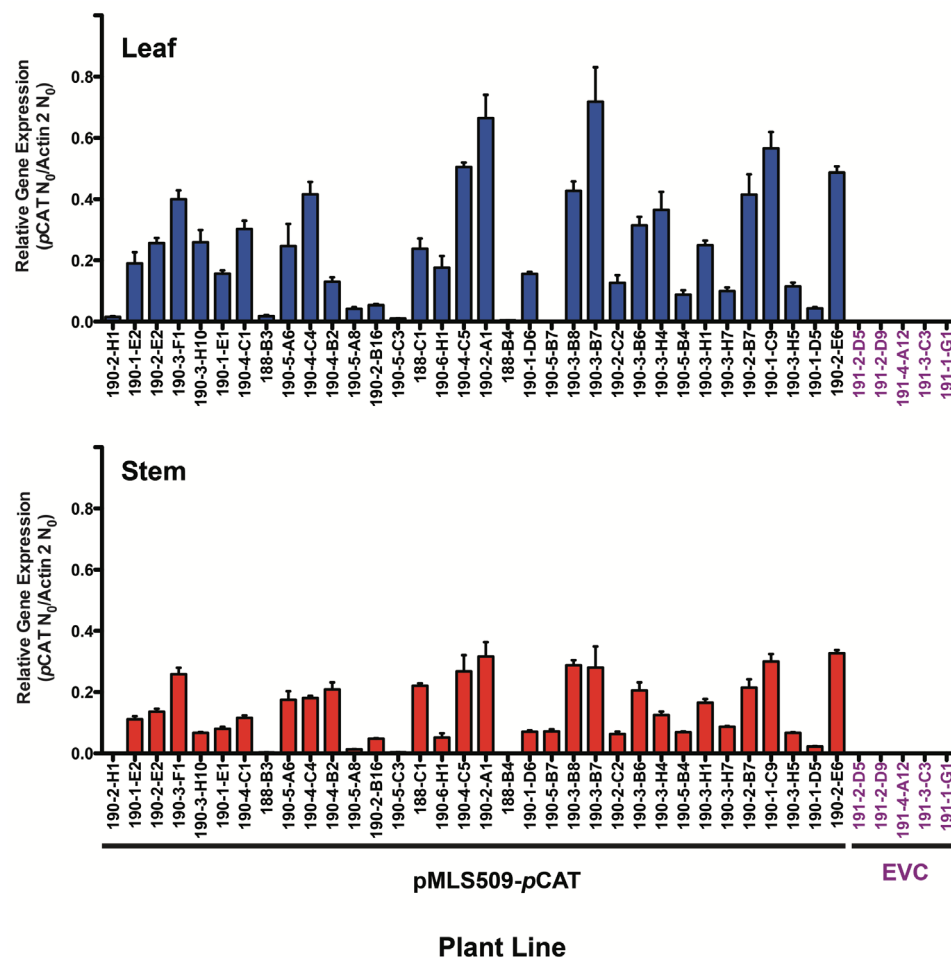 Leaf
Relative Gene Expression
(pCAT N₀/Actin 2 N₀)
0.8
0.6
0.4
0.2
0.0
190-2-H1
190-1-E2
190-2-E2
190-3-F1
190-3-H10
190-1-E1
190-4-C1
188-B3
190-5-A6
190-4-C4
190-4-B2
190-5-A8
190-2-B16
190-5-C3
188-C1
190-6-H1
190-4-C5
190-2-A1
188-B4
190-1-D6
190-5-B7
190-3-B8
190-3-B7
190-2-C2
190-3-B6
190-3-H4
190-5-B4
190-3-H1
190-3-H7
190-2-B7
190-1-C9
190-3-H5
190-1-D5
190-2-E6
191-2-D5
191-2-D9
191-4-A12
191-3-C3
191-1-G1
Stem
Relative Gene Expression
(pCAT N₀/Actin 2 N₀)
0.8
0.6
0.4
0.2
0.0
190-2-H1
190-1-E2
190-2-E2
190-3-F1
190-3-H10
190-1-E1
190-4-C1
188-B3
190-5-A6
190-4-C4
190-4-B2
190-5-A8
190-2-B16
190-5-C3
188-C1
190-6-H1
190-4-C5
190-2-A1
188-B4
190-1-D6
190-5-B7
190-3-B8
190-3-B7
190-2-C2
190-3-B6
190-3-H4
190-5-B4
190-3-H1
190-3-H7
190-2-B7
190-1-C9
190-3-H5
190-1-D5
190-2-E6
191-2-D5
191-2-D9
191-4-A12
191-3-C3
191-1-G1
pMLS509-pCAT
EVC
Plant Line